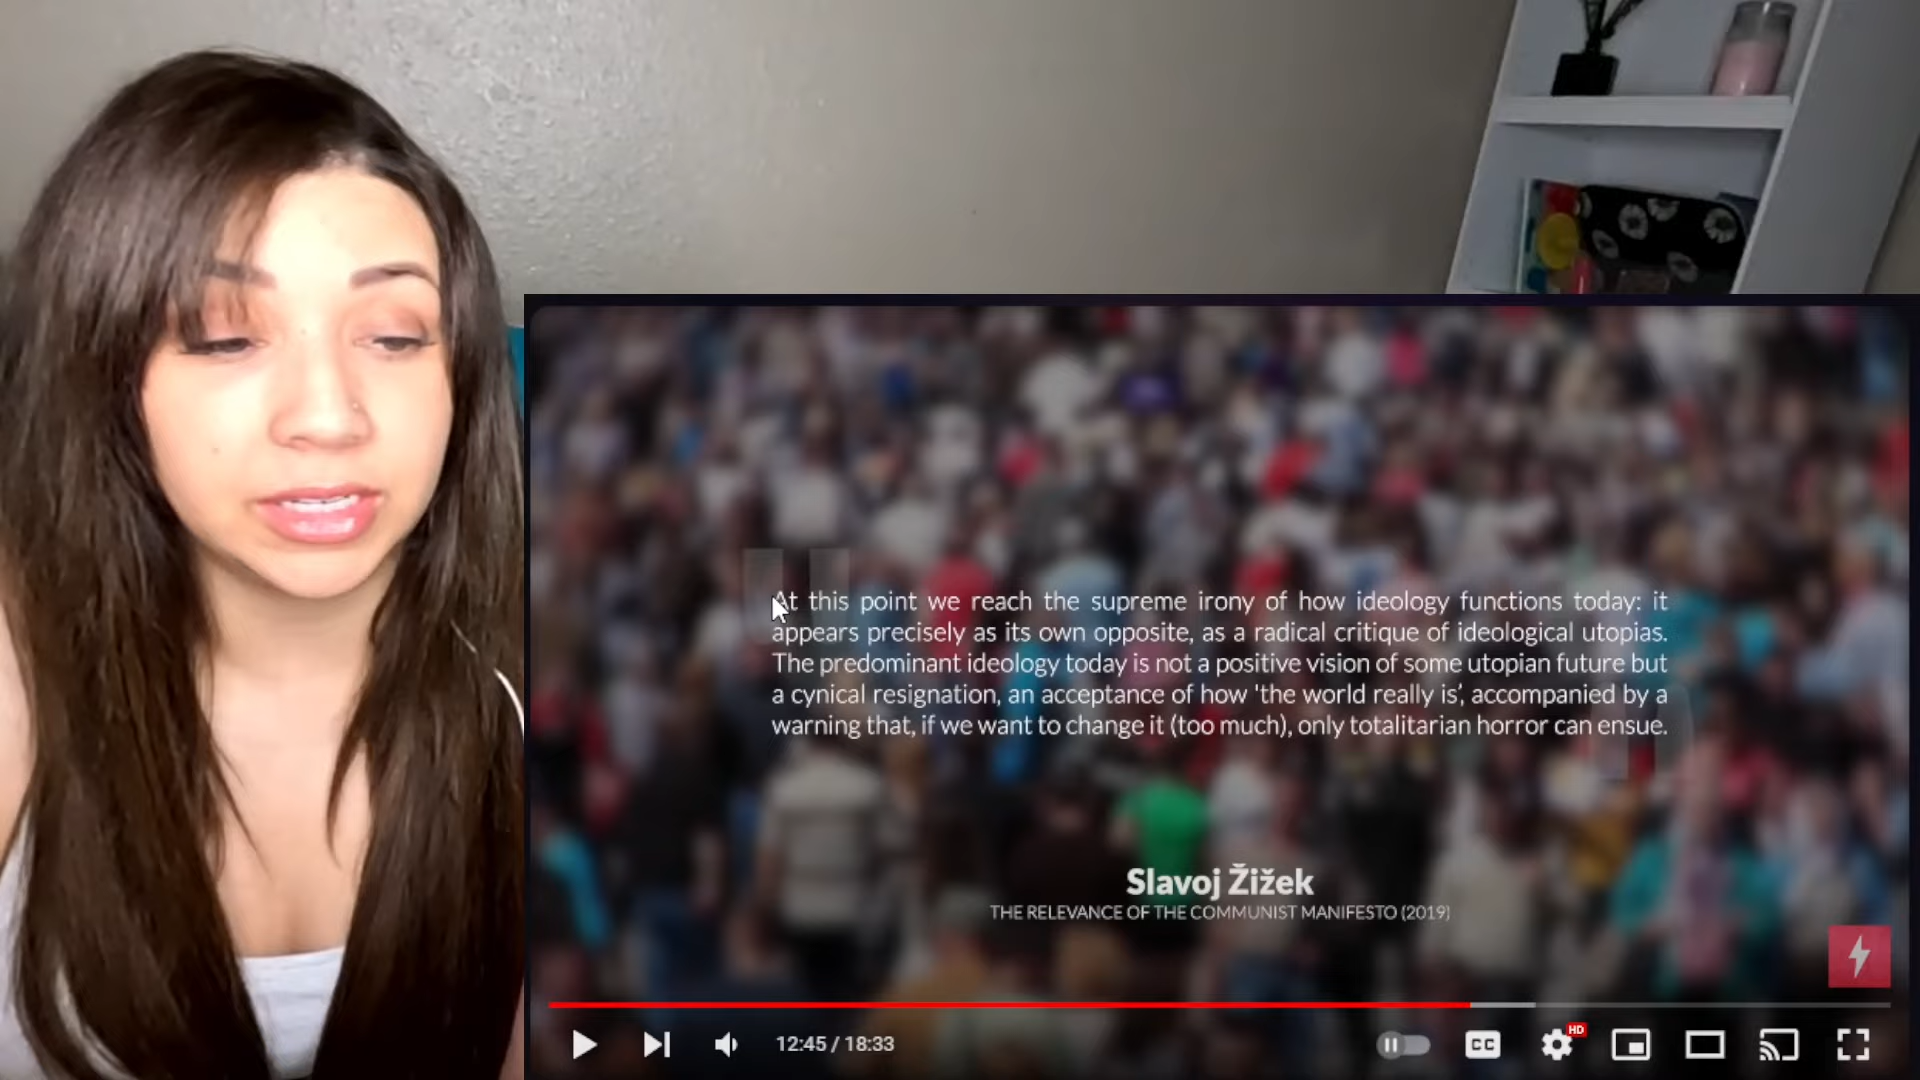 At this point we reach the supreme irony of how ideology functions today: it
appears precisely as its own opposite, as a radical critique of ideological utopias.
The predominant ideology today is not a positive vision of some utopian future but
a cynical resignation, an acceptance of how 'the world really is', accompanied by a
warning that, if we want to change it (too much), only totalitarian horror can ensue.
Slavoj Žižek
THE RELEVANCE OF THE COMMUNIST MANIFESTO (2019)
12:45 / 18:33
CC
HD